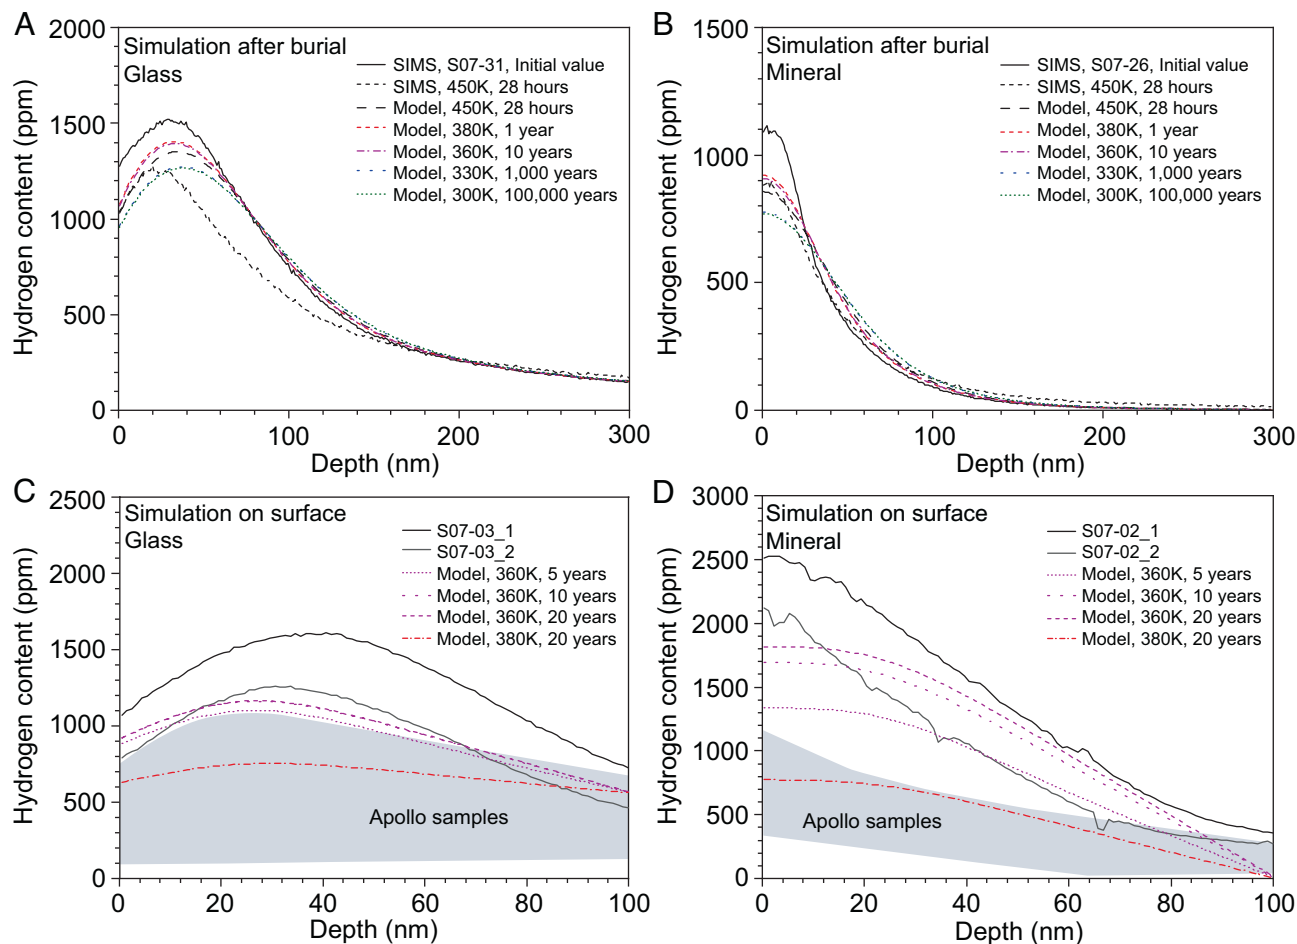 A
Simulation after burial
Glass
SIMS, S07-31, Initial value
SIMS, 450K, 28 hours
Model, 450K, 28 hours
Model, 380K, 1 year
Model, 360K, 10 years
Model, 330K, 1,000 years
Model, 300K, 100,000 years
Hydrogen content (ppm)
2000
1500
1000
500
0
0 100 200 300
Depth (nm)
B
Simulation after burial
Mineral
SIMS, S07-26, Initial value
SIMS, 450K, 28 hours
Model, 450K, 28 hours
Model, 380K, 1 year
Model, 360K, 10 years
Model, 330K, 1,000 years
Model, 300K, 100,000 years
Hydrogen content (ppm)
1500
1000
500
0
0 100 200 300
Depth (nm)
C
Simulation on surface
Glass
S07-03_1
S07-03_2
Model, 360K, 5 years
Model, 360K, 10 years
Model, 360K, 20 years
Model, 380K, 20 years
Apollo samples
Hydrogen content (ppm)
2500
2000
1500
1000
500
0
0 20 40 60 80 100
Depth (nm)
D
Simulation on surface
Mineral
S07-02_1
S07-02_2
Model, 360K, 5 years
Model, 360K, 10 years
Model, 360K, 20 years
Model, 380K, 20 years
Apollo samples
Hydrogen content (ppm)
3000
2500
2000
1500
1000
500
0
0 20 40 60 80 100
Depth (nm)